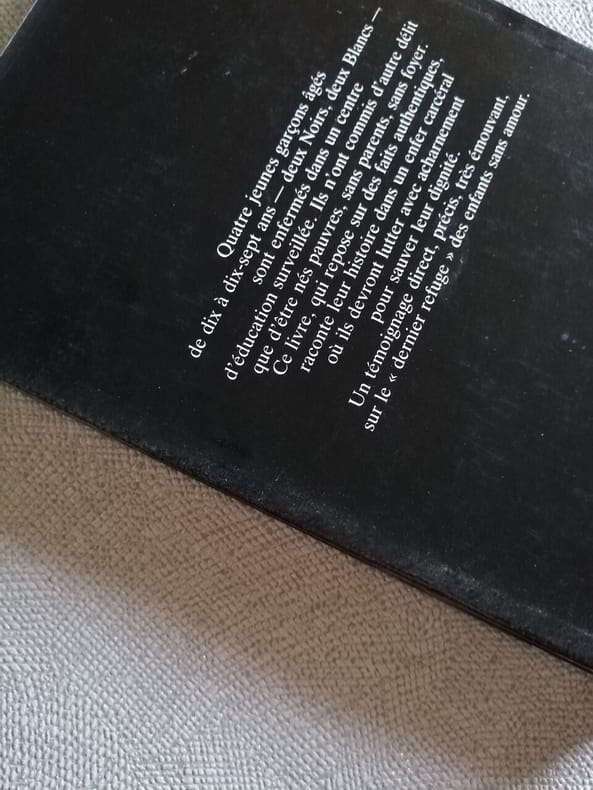 Quatre jeunes garçons âgés
de dix à dix-sept ans — deux Noirs, deux Blancs —
sont enfermés dans un centre
d'éducation surveillée. Ils n'ont commis d'autre délit
que d'être nés pauvres, sans parents, sans foyer.
Ce livre, qui repose sur des faits authentiques,
raconte leur histoire dans un enfer carcéral
où ils devront lutter avec acharnement
pour sauver leur dignité.
Un témoignage direct, précis, très émouvant,
sur le « dernier refuge » des enfants sans amour.